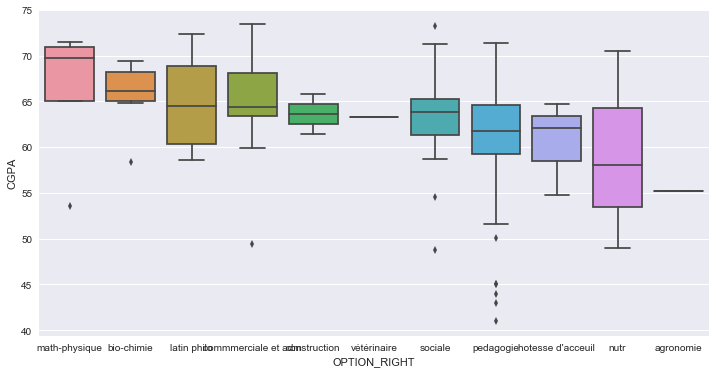 75
70
65
60
55
50
45
40
CGPA
math-physique bio-chimie latin philo commmerciale et adm construction vétérinaire sociale pedagogie hotesse d'acceuil nutr agronomie
OPTION_RIGHT